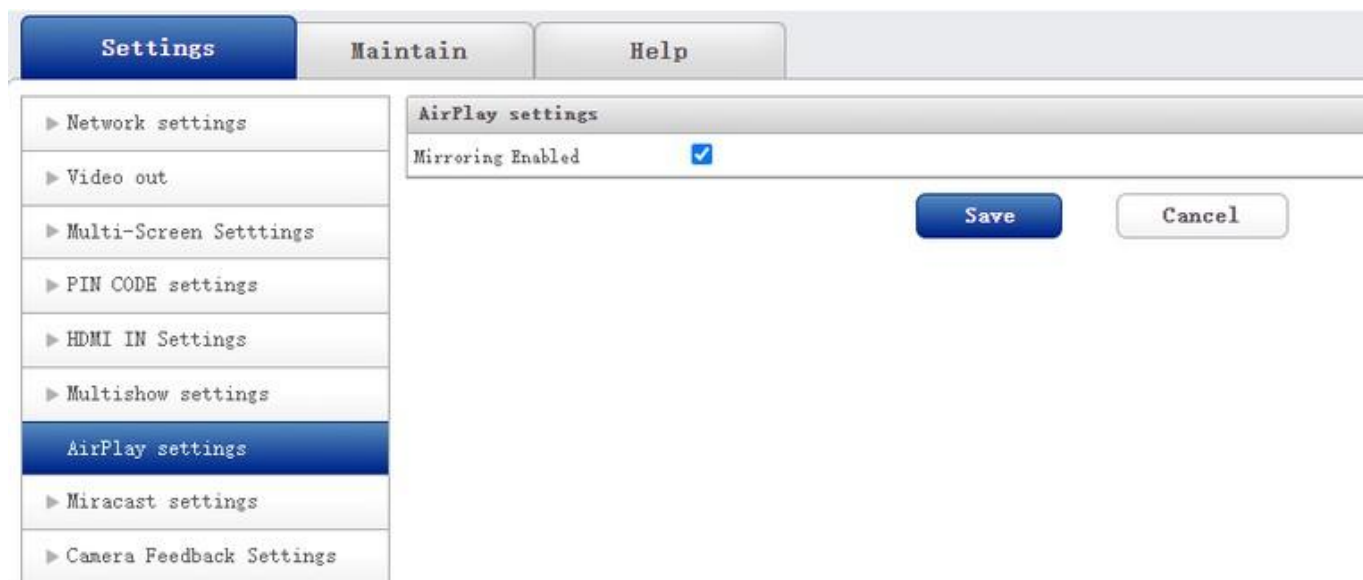 Settings
Maintain
Help
Network settings
Video out
Multi-Screen Setttings
PIN CODE settings
HDMI IN Settings
Multishow settings
AirPlay settings
Miracast settings
Camera Feedback Settings
AirPlay settings
Mirroring Enabled
Save
Cancel